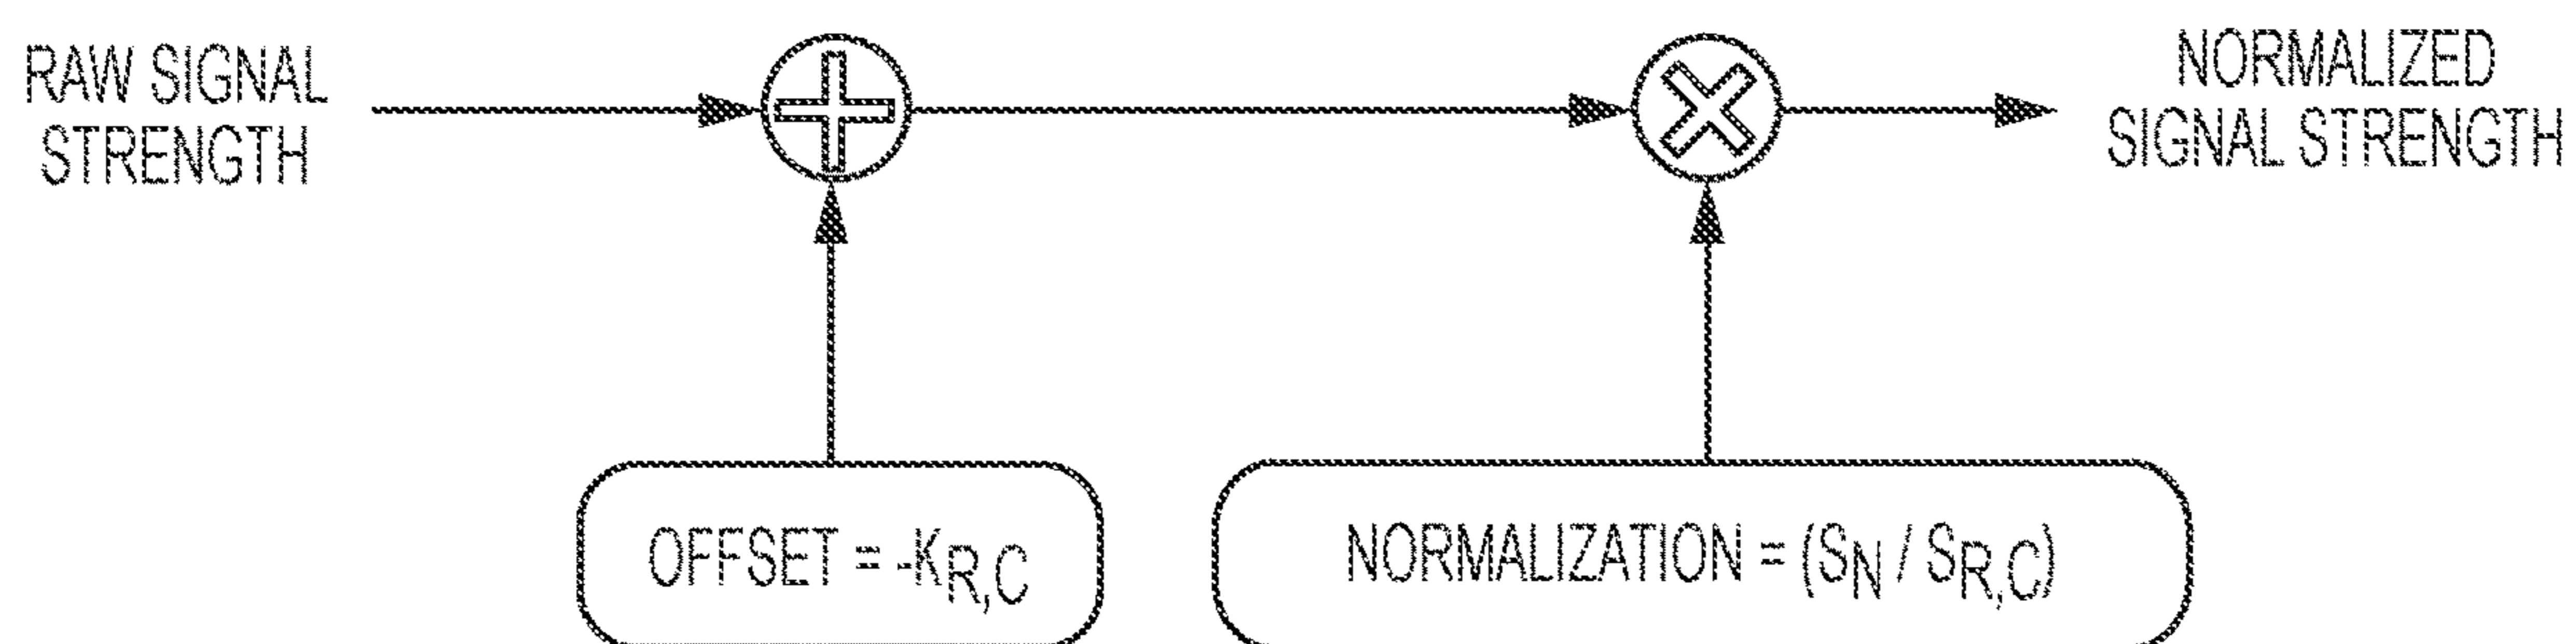 RAW SIGNAL
STRENGTH
NORMALIZED
SIGNAL STRENGTH
OFFSET = -KR,C
NORMALIZATION = (SN / SR,C)